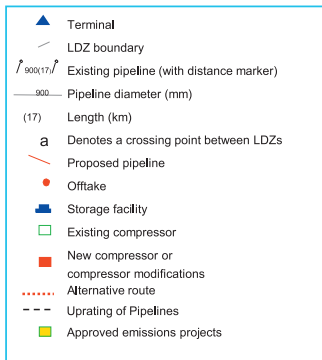 Terminal
LDZ boundary
900(17) Existing pipeline (with distance marker)
900 Pipeline diameter (mm)
(17) Length (km)
a Denotes a crossing point between LDZs
Proposed pipeline
Offtake
Storage facility
Existing compressor
New compressor or
compressor modifications
Alternative route
Uprating of Pipelines
Approved emissions projects